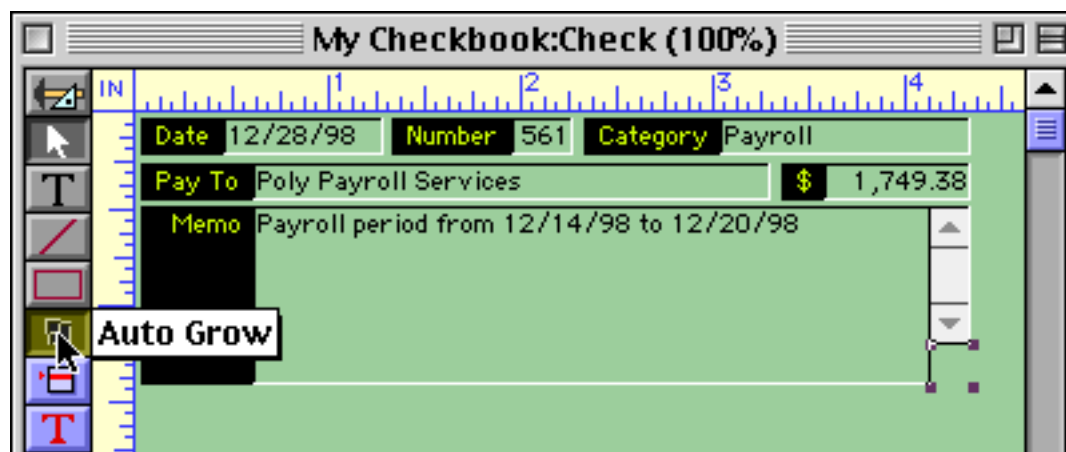 My Checkbook:Check (100%)
IN 1 2 3 4
Date 12/28/98 Number 561 Category Payroll
T Pay To Poly Payroll Services $ 1,749.38
Memo Payroll period from 12/14/98 to 12/20/98
Auto Grow
T